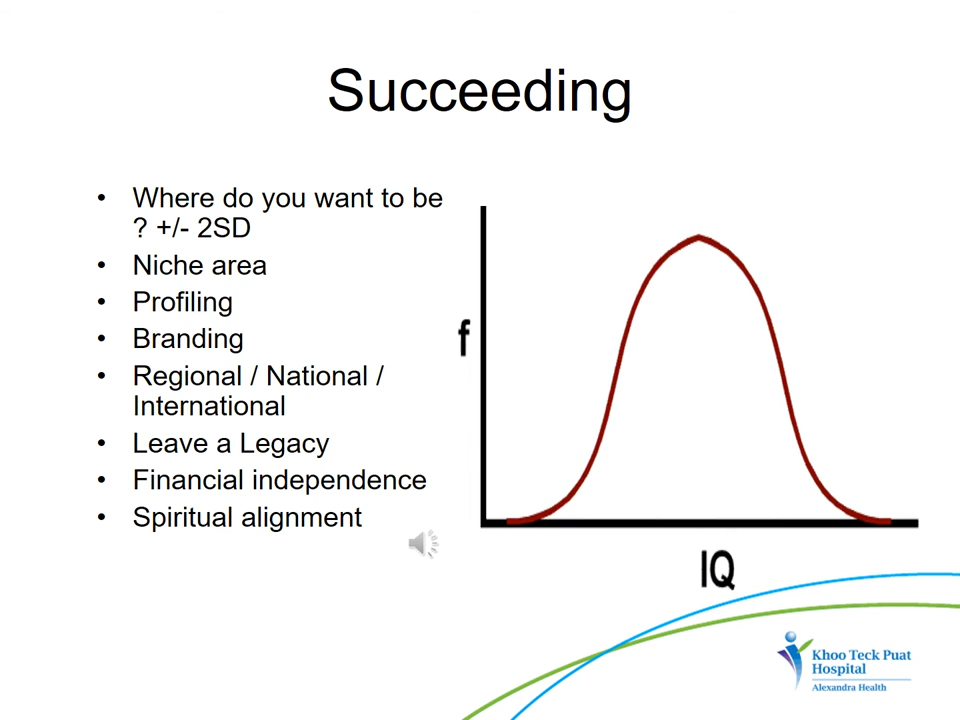 Succeeding
• Where do you want to be
? +/- 2SD
• Niche area
• Profiling
• Branding
• Regional / National /
International
• Leave a Legacy
• Financial independence
• Spiritual alignment
f
IQ
Khoo Teck Puat
Hospital
Alexandra Health